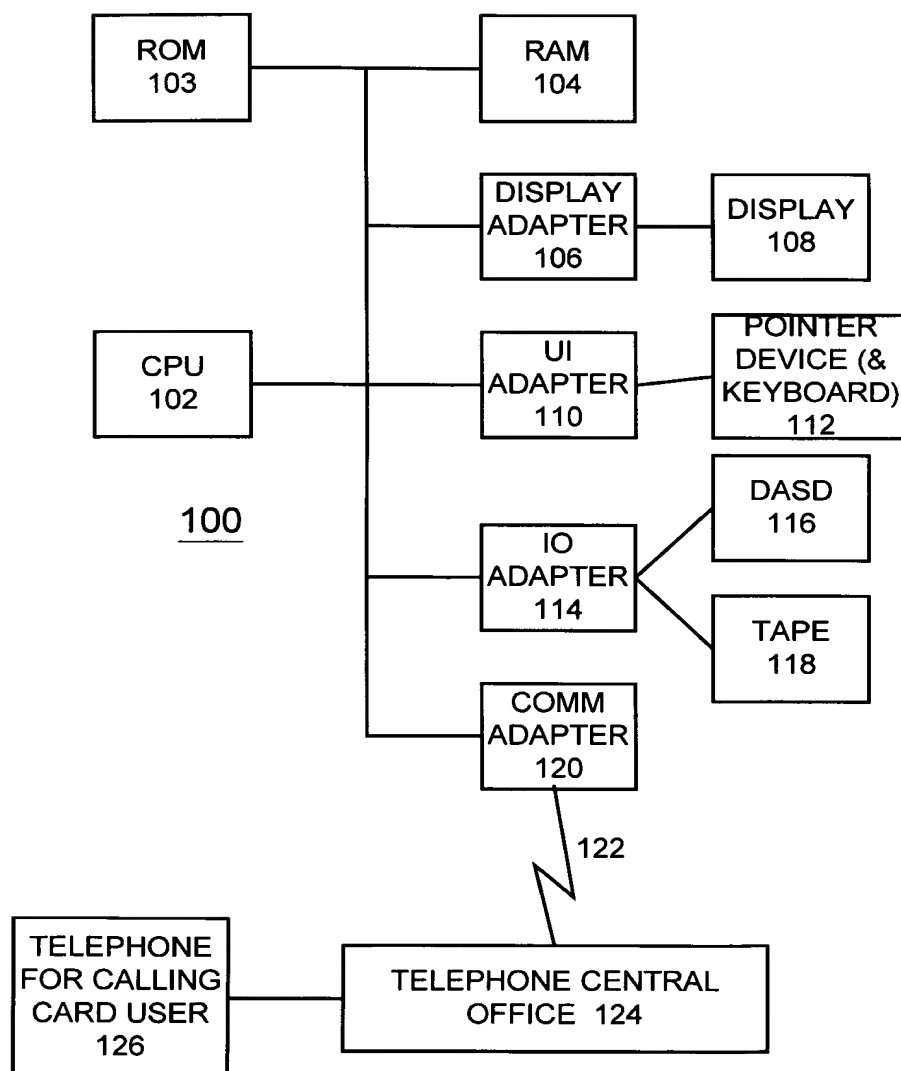 ROM
103
RAM
104
DISPLAY
ADAPTER
106
DISPLAY
108
CPU
102
UI
ADAPTER
110
POINTER
DEVICE (&
KEYBOARD)
112
100
IO
ADAPTER
114
DASD
116
TAPE
118
COMM
ADAPTER
120
122
TELEPHONE
FOR CALLING
CARD USER
126
TELEPHONE CENTRAL
OFFICE 124